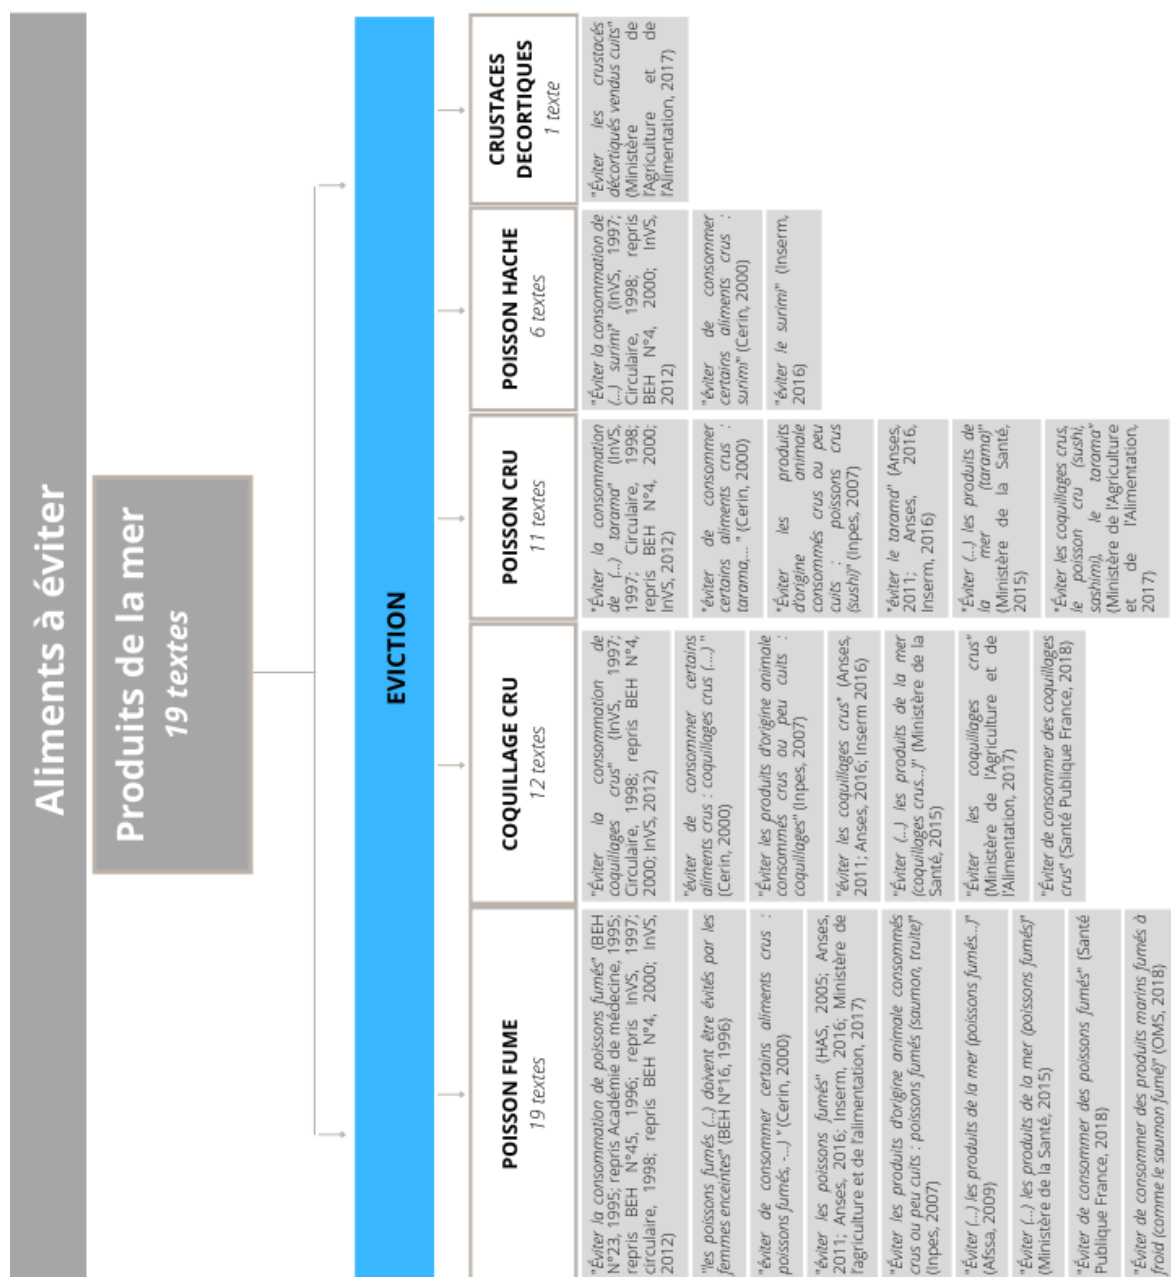 Aliments à éviter
Produits de la mer
19 textes
EVICTION
POISSON FUME
19 textes
"Éviter la consommation de poissons fumés" (BEH
N°23, 1995; repris Académie de médecine, 1995;
repris BEH N°45, 1996; repris InVS, 1997;
circulaire, 1998; repris BEH N°4, 2000; InVS,
2012)
"les poissons fumés (...) doivent être évités par les
femmes enceintes" (BEH N°16, 1996)
"éviter de consommer certains aliments crus :
poissons fumés, -...) " (Cerin, 2000)
"éviter les poissons fumés" (HAS, 2005; Anses,
2011; Anses, 2016; Inserm, 2016; Ministère de
l'agriculture et de l'alimentation, 2017)
"Éviter les produits d'origine animale consommés
crus ou peu cuits : poissons fumés (saumon, truite)"
(Inpes, 2007)
"Éviter (...) les produits de la mer (poissons fumés...)"
(Afssa, 2009)
"Éviter (...) les produits de la mer (poissons fumés)"
(Ministère de la Santé, 2015)
"Éviter de consommer des poissons fumés" (Santé
Publique France, 2018)
"Éviter de consommer des produits marins fumés à
froid (comme le saumon fumé)" (OMS, 2018)
COQUILLAGE CRU
12 textes
"Éviter la consommation de
coquillages crus" (InVS, 1997;
Circulaire, 1998; repris BEH N°4,
2000; InVS, 2012)
"éviter de consommer certains
aliments crus : coquillages crus (...) "
(Cerin, 2000)
"Éviter les produits d'origine animale
consommés crus ou peu cuits :
coquillages" (Inpes, 2007)
"éviter les coquillages crus" (Anses,
2011; Anses, 2016; Inserm 2016)
"Éviter (...) les produits de la mer
(coquillages crus...)" (Ministère de la
Santé, 2015)
"Éviter les coquillages crus"
(Ministère de l'Agriculture et de
l'Alimentation, 2017)
"Éviter de consommer des coquillages
crus" (Santé Publique France, 2018)
POISSON CRU
11 textes
"Éviter la consommation
de (...) tarama" (InVS,
1997; Circulaire, 1998;
repris BEH N°4, 2000;
InVS, 2012)
"éviter de consommer
certains aliments crus :
tarama,... " (Cerin, 2000)
"Éviter les produits
d'origine animale
consommés crus ou peu
cuits : poissons crus
(sushi)" (Inpes, 2007)
"éviter le tarama" (Anses,
2011; Anses, 2016,
Inserm, 2016)
"Éviter (...) les produits de
la mer (tarama)"
(Ministère de la Santé,
2015)
"Éviter les coquillages crus,
le poisson cru (sushi,
sashimi), le tarama"
(Ministère de l'Agriculture
et de l'Alimentation,
2017)
POISSON HACHE
6 textes
"Éviter la consommation de
(...) surimi" (InVS, 1997;
Circulaire, 1998; repris
BEH N°4, 2000; InVS,
2012)
"éviter de consommer
certains aliments crus :
surimi" (Cerin, 2000)
"éviter le surimi" (Inserm,
2016)
CRUSTACES
DECORTIQUES
1 texte
"Éviter les crustacés
décortiqués vendus cuits"
(Ministère de
l'Agriculture et de
l'Alimentation, 2017)